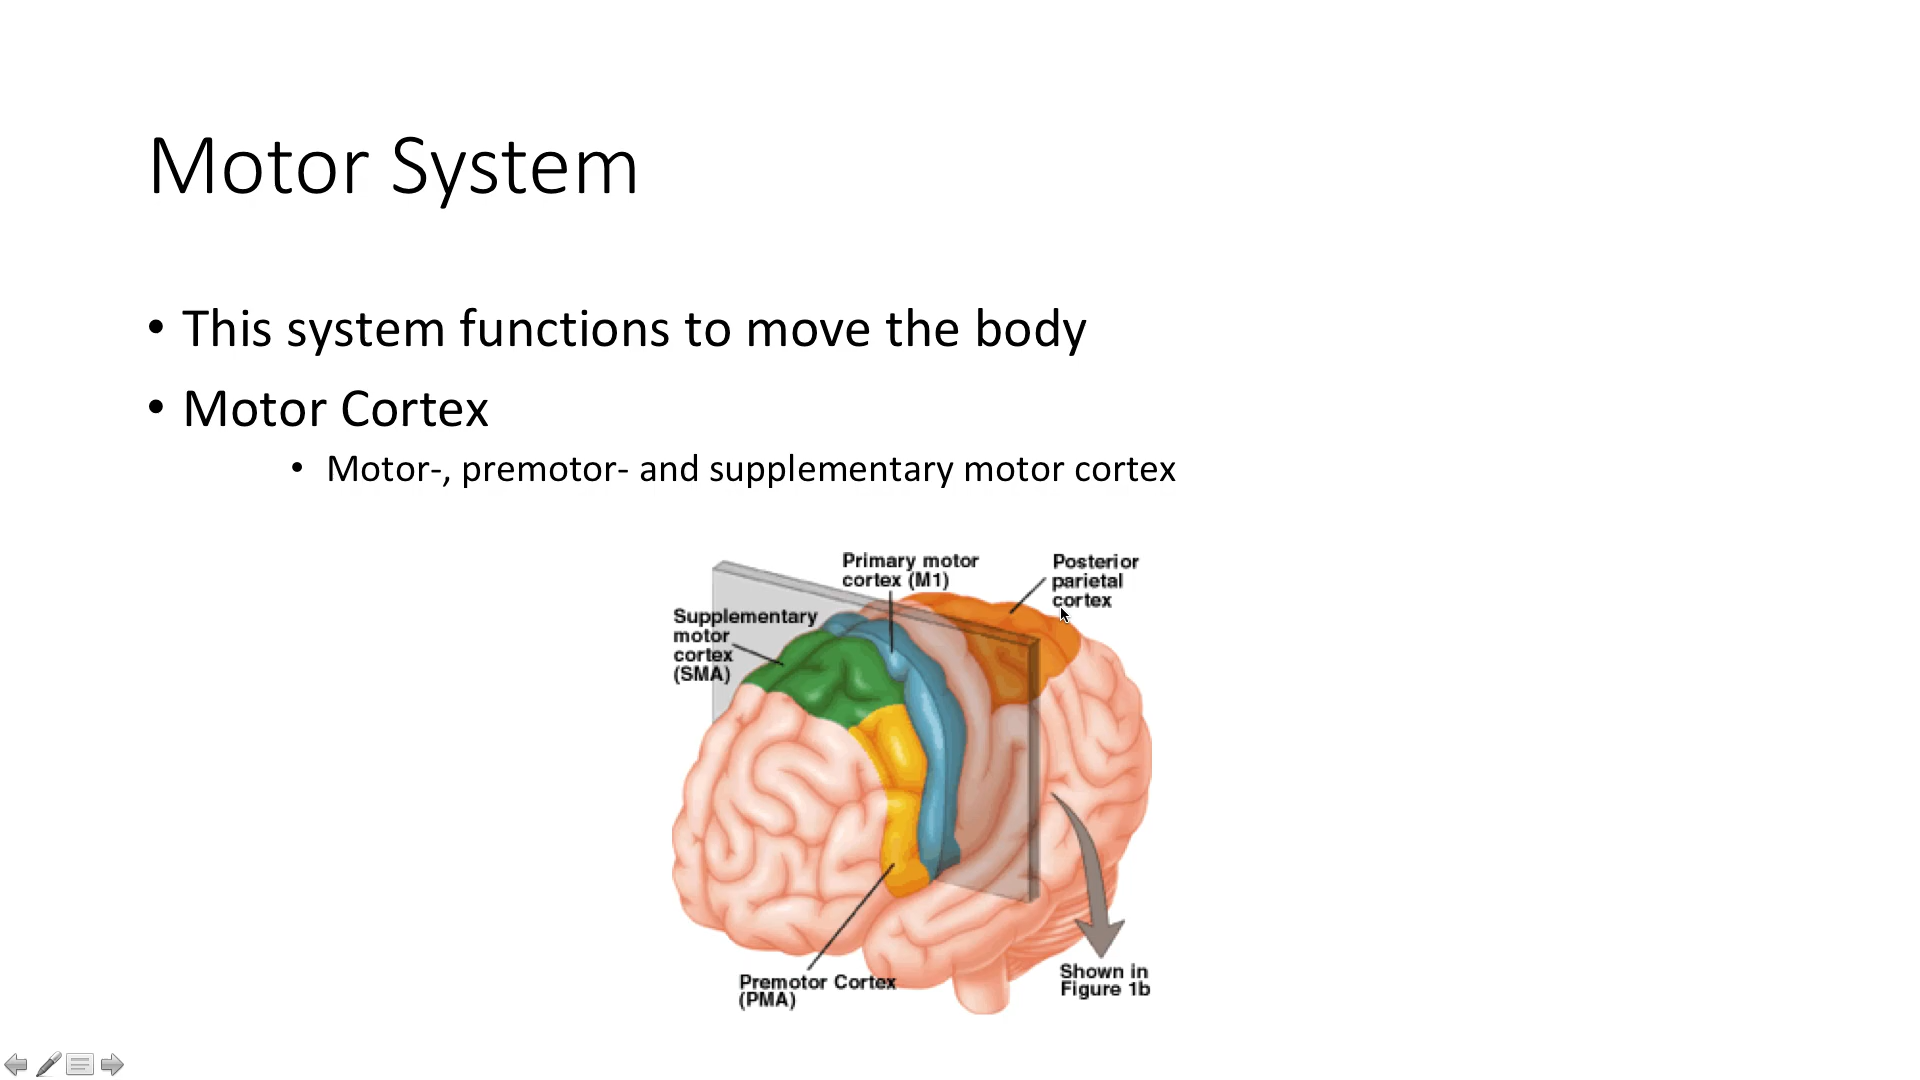 Motor System
• This system functions to move the body
• Motor Cortex
• Motor-, premotor- and supplementary motor cortex
Primary motor
cortex (M1)
Posterior
parietal
cortex
Supplementary
motor
cortex
(SMA)
Premotor Cortex
(PMA)
Shown in
Figure 1b